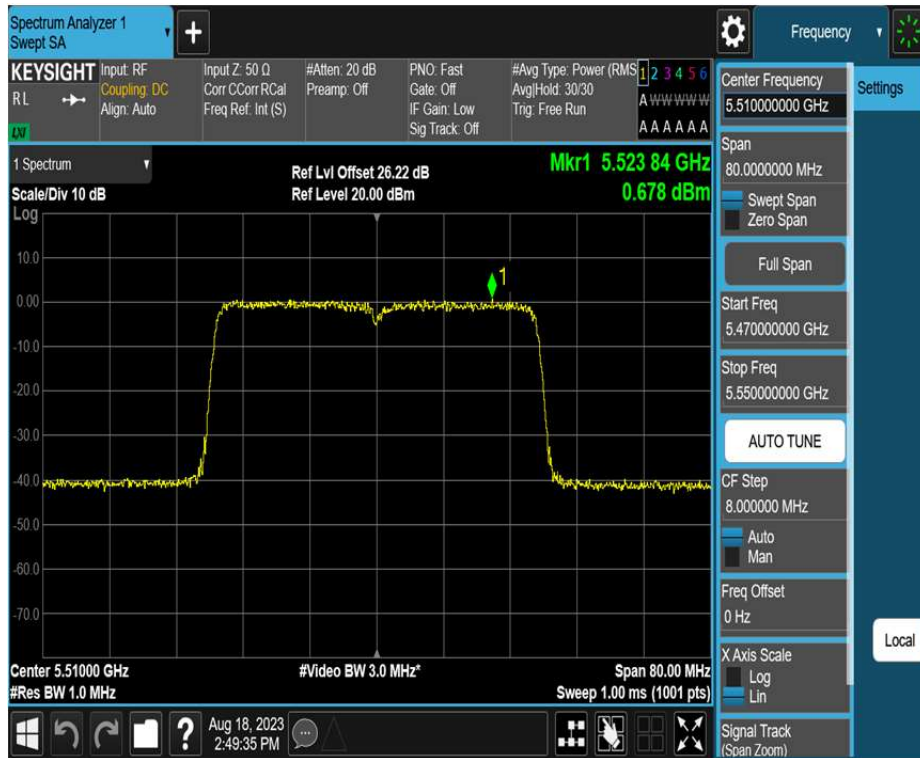 Spectrum Analyzer 1
Swept SA
+
Frequency
KEYSIGHT
RL
LXI
Input: RF
Coupling: DC
Align: Auto
Input Z: 50 Ω
Corr CCorr RCal
Freq Ref: Int (S)
#Atten: 20 dB
Preamp: Off
PNO: Fast
Gate: Off
IF Gain: Low
Sig Track: Off
#Avg Type: Power (RMS
Avg|Hold: 30/30
Trig: Free Run
1 2 3 4 5 6
A W W W W W
A A A A A A
Center Frequency
5.510000000 GHz
Settings
1 Spectrum
Scale/Div 10 dB
Log
Ref Lvl Offset 26.22 dB
Ref Level 20.00 dBm
Mkr1 5.523 84 GHz
0.678 dBm
Span
80.0000000 MHz
Swept Span
Zero Span
Full Span
Start Freq
5.470000000 GHz
Stop Freq
5.550000000 GHz
AUTO TUNE
CF Step
8.000000 MHz
Auto
Man
Freq Offset
0 Hz
X Axis Scale
Log
Lin
Signal Track
(Span Zoom)
Local
10.0
0.00
-10.0
-20.0
-30.0
-40.0
-50.0
-60.0
-70.0
1
Center 5.51000 GHz
#Res BW 1.0 MHz
#Video BW 3.0 MHz*
Span 80.00 MHz
Sweep 1.00 ms (1001 pts)
?
Aug 18, 2023
2:49:35 PM